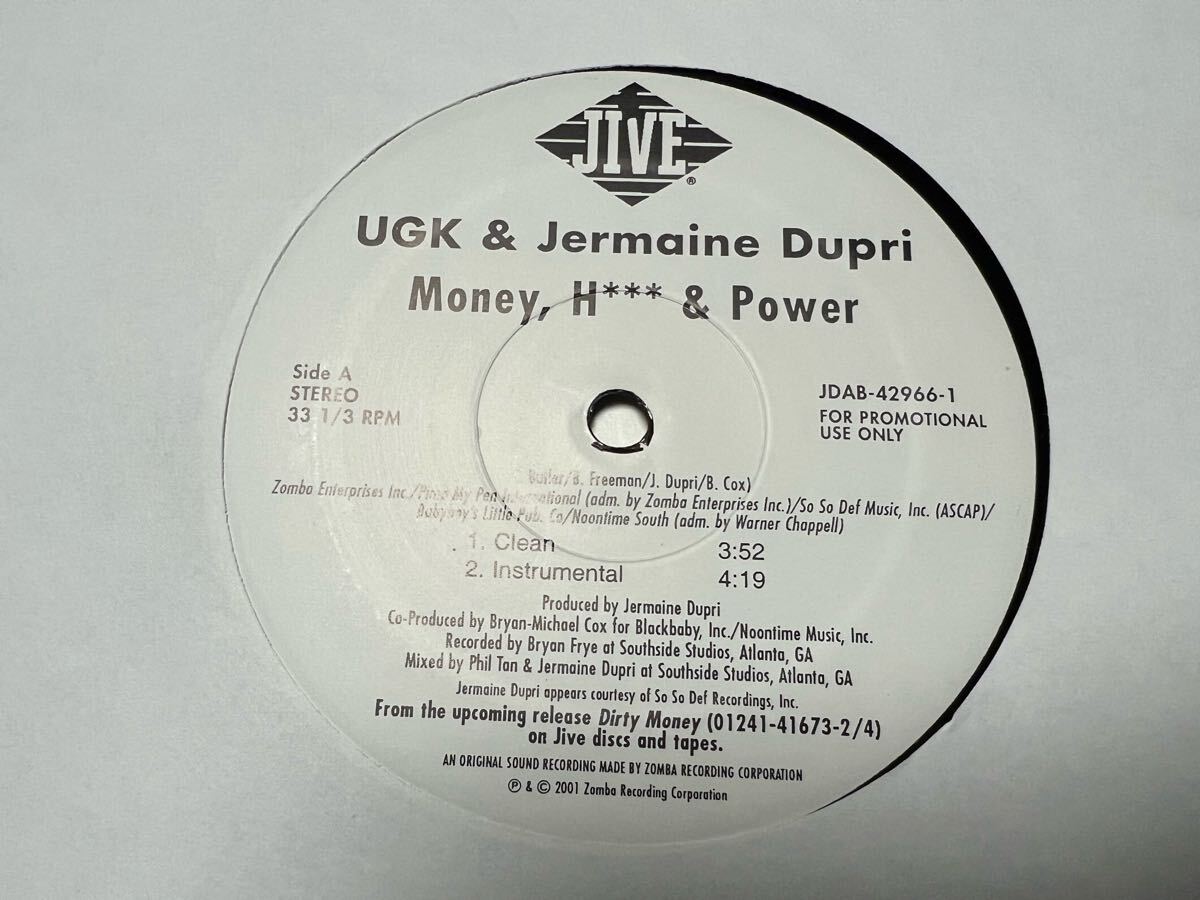 JIVE®
UGK & Jermaine Dupri
Money, H*** & Power
Side A
STEREO
33 1/3 RPM
JDAB-42966-1
FOR PROMOTIONAL
USE ONLY
Butler/B. Freeman/J. Dupri/B. Cox)
Zomba Enterprises Inc./Pimp My Pen International (adm. by Zomba Enterprises Inc.)/So So Def Music, Inc. (ASCAP)/
Babyboy's Little Pub. Co/Noontime South (adm. by Warner Chappell)
1. Clean 3:52
2. Instrumental 4:19
Produced by Jermaine Dupri
Co-Produced by Bryan-Michael Cox for Blackbaby, Inc./Noontime Music, Inc.
Recorded by Bryan Frye at Southside Studios, Atlanta, GA
Mixed by Phil Tan & Jermaine Dupri at Southside Studios, Atlanta, GA
Jermaine Dupri appears courtesy of So So Def Recordings, Inc.
From the upcoming release Dirty Money (01241-41673-2/4)
on Jive discs and tapes.
AN ORIGINAL SOUND RECORDING MADE BY ZOMBA RECORDING CORPORATION
℗ & © 2001 Zomba Recording Corporation